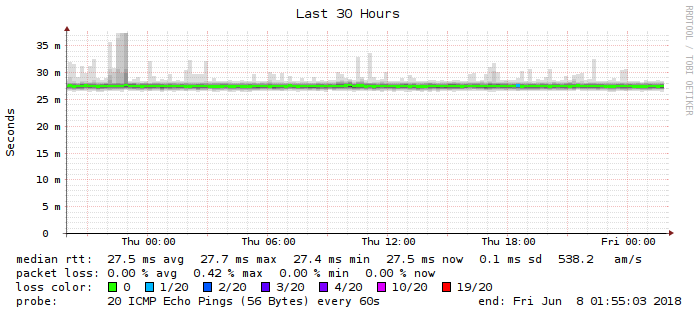 Last 30 Hours
RRDTOOL / TOBI OETIKER
Seconds
35 m
30 m
25 m
20 m
15 m
10 m
5 m
0
Thu 00:00 Thu 06:00 Thu 12:00 Thu 18:00 Fri 00:00
median rtt: 27.5 ms avg 27.7 ms max 27.4 ms min 27.5 ms now 0.1 ms sd 538.2 am/s
packet loss: 0.00 % avg 0.42 % max 0.00 % min 0.00 % now
loss color: 0 1/20 2/20 3/20 4/20 10/20 19/20
probe: 20 ICMP Echo Pings (56 Bytes) every 60s end: Fri Jun 8 01:55:03 2018